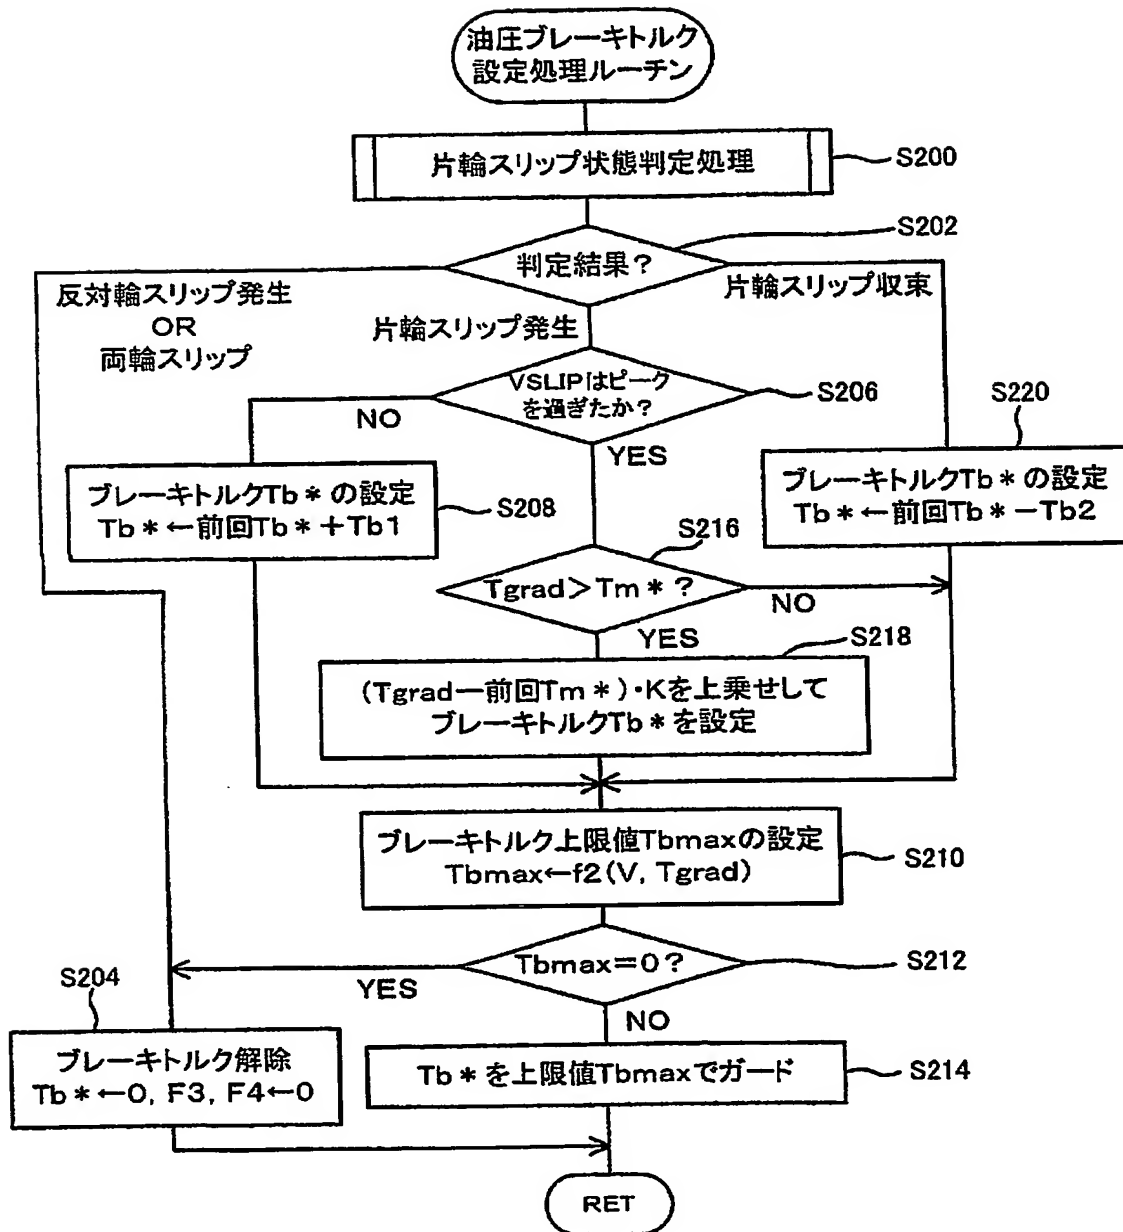 油圧ブレーキトルク
設定処理ルーチン
片輪スリップ状態判定処理
S200
S202
判定結果?
反対輪スリップ発生
OR
両輪スリップ
片輪スリップ発生
片輪スリップ収束
VSLIPはピーク
を過ぎたか?
S206
NO
YES
S220
ブレーキトルクTb*の設定
Tb*←前回Tb*+Tb1
S208
ブレーキトルクTb*の設定
Tb*←前回Tb*−Tb2
S216
Tgrad>Tm*?
NO
YES
S218
(Tgrad−前回Tm*)・Kを上乗せして
ブレーキトルクTb*を設定
ブレーキトルク上限値Tbmaxの設定
Tbmax←f2(V, Tgrad)
S210
Tbmax=0?
S212
YES
NO
S204
ブレーキトルク解除
Tb*←0, F3, F4←0
Tb*を上限値Tbmaxでガード
S214
RET